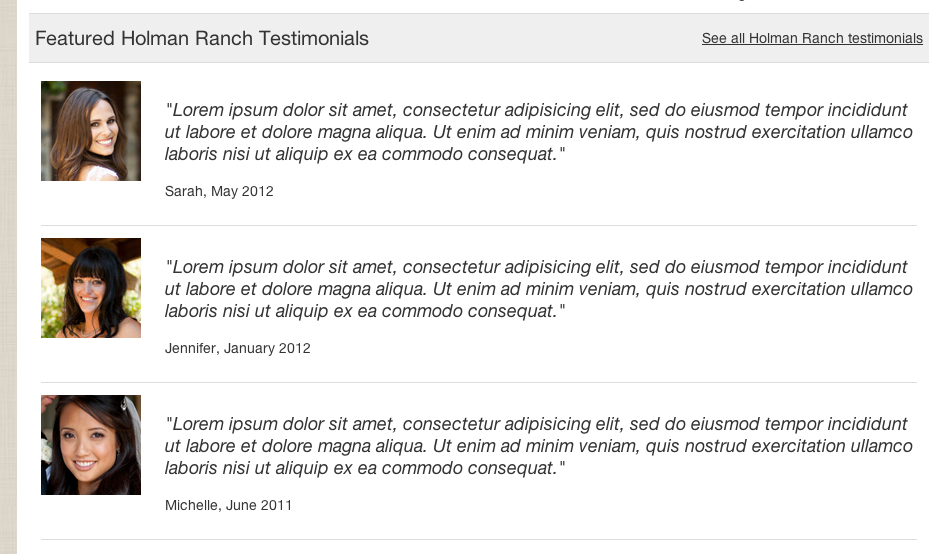 Featured Holman Ranch Testimonials
See all Holman Ranch testimonials
"Lorem ipsum dolor sit amet, consectetur adipisicing elit, sed do eiusmod tempor incididunt
ut labore et dolore magna aliqua. Ut enim ad minim veniam, quis nostrud exercitation ullamco
laboris nisi ut aliquip ex ea commodo consequat."
Sarah, May 2012
"Lorem ipsum dolor sit amet, consectetur adipisicing elit, sed do eiusmod tempor incididunt
ut labore et dolore magna aliqua. Ut enim ad minim veniam, quis nostrud exercitation ullamco
laboris nisi ut aliquip ex ea commodo consequat."
Jennifer, January 2012
"Lorem ipsum dolor sit amet, consectetur adipisicing elit, sed do eiusmod tempor incididunt
ut labore et dolore magna aliqua. Ut enim ad minim veniam, quis nostrud exercitation ullamco
laboris nisi ut aliquip ex ea commodo consequat."
Michelle, June 2011